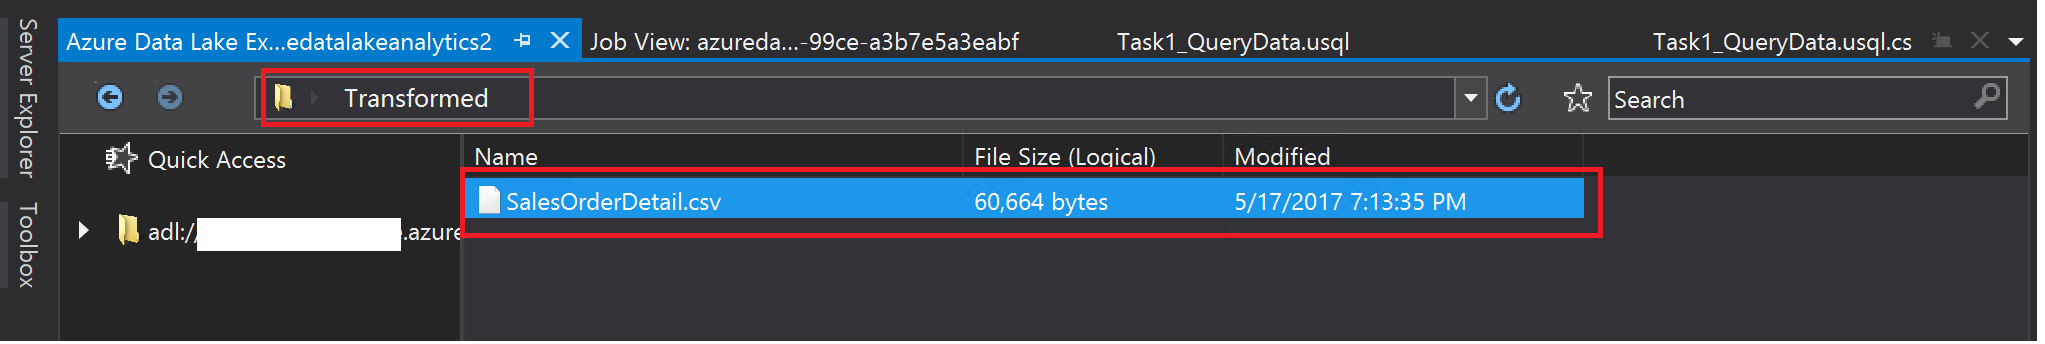 Server Explorer
Toolbox
Azure Data Lake Ex...edatalakeanalytics2
Job View: azureda...-99ce-a3b7e5a3eabf
Task1_QueryData.usql
Task1_QueryData.usql.cs
Transformed
Search
Quick Access
adl:// .azure
Name File Size (Logical) Modified
SalesOrderDetail.csv 60,664 bytes 5/17/2017 7:13:35 PM